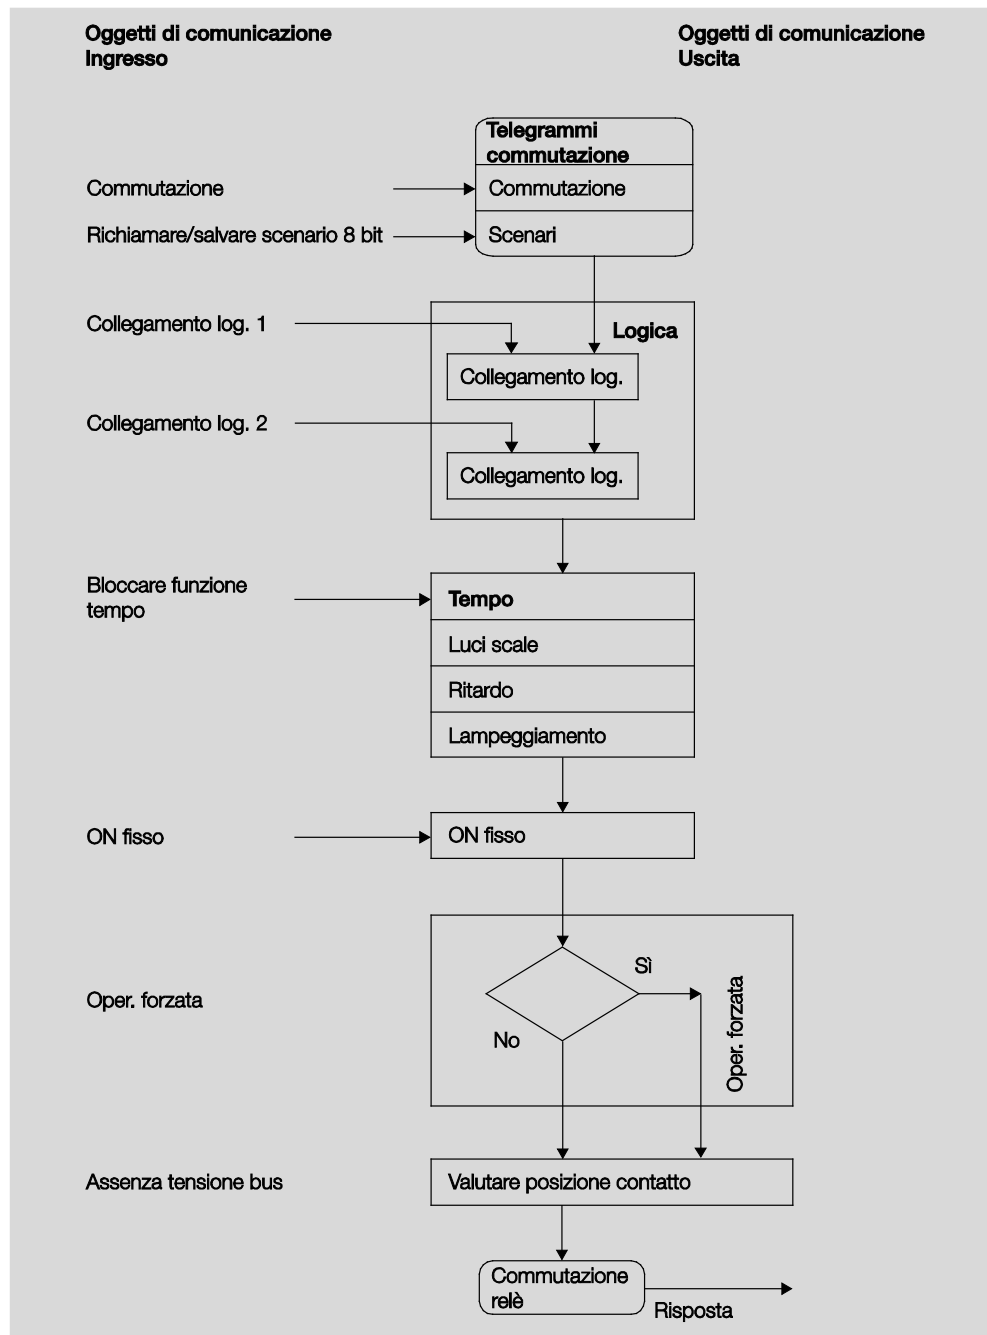 Oggetti di comunicazione
Ingresso
Oggetti di comunicazione
Uscita
Telegrammi
commutazione
Commutazione
Commutazione
Richiamare/salvare scenario 8 bit
Scenari
Collegamento log. 1
Logica
Collegamento log.
Collegamento log. 2
Collegamento log.
Bloccare funzione
tempo
Tempo
Luci scale
Ritardo
Lampeggiamento
ON fisso
ON fisso
Sì
Oper. forzata
No
Oper. forzata
Assenza tensione bus
Valutare posizione contatto
Commutazione
relè
Risposta